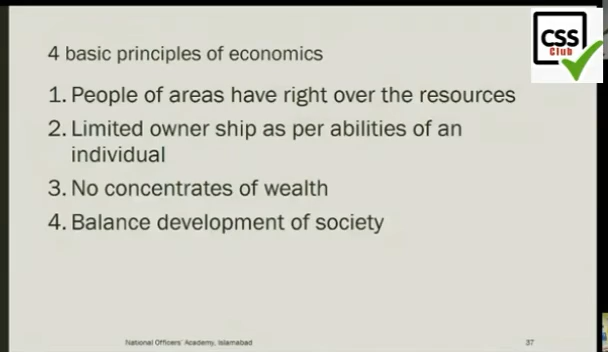 CSS
Club
4 basic principles of economics
1. People of areas have right over the resources
2. Limited owner ship as per abilities of an
individual
3. No concentrates of wealth
4. Balance development of society
National Officers' Academy, Islamabad
37